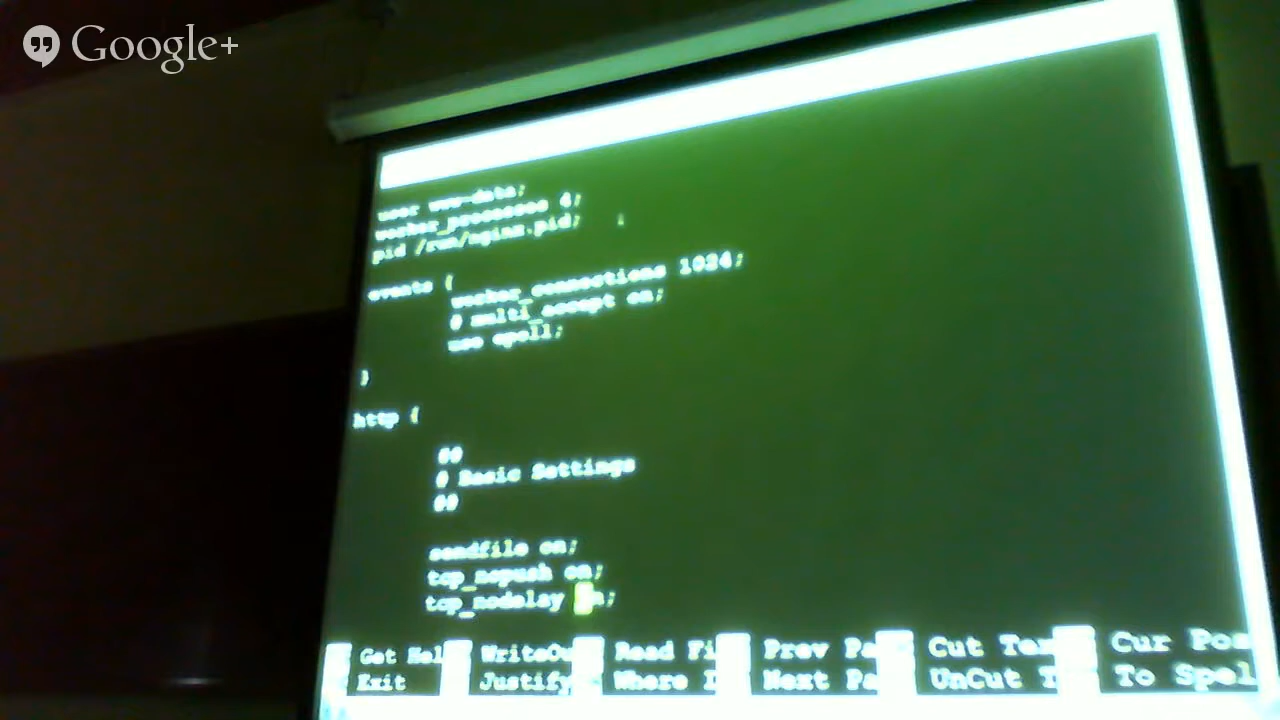 Google+
user www-data;
worker_processes 4;
pid /run/nginx.pid;
events {
worker_connections 1024;
# multi_accept on;
use epoll;
}
http {
##
# Basic Settings
##
sendfile on;
tcp_nopush on;
tcp_nodelay on;
Get Hel WriteOu Read Fi Prev Pa Cut Tex Cur Pos
Exit Justify Where I Next Pa UnCut T To Spel